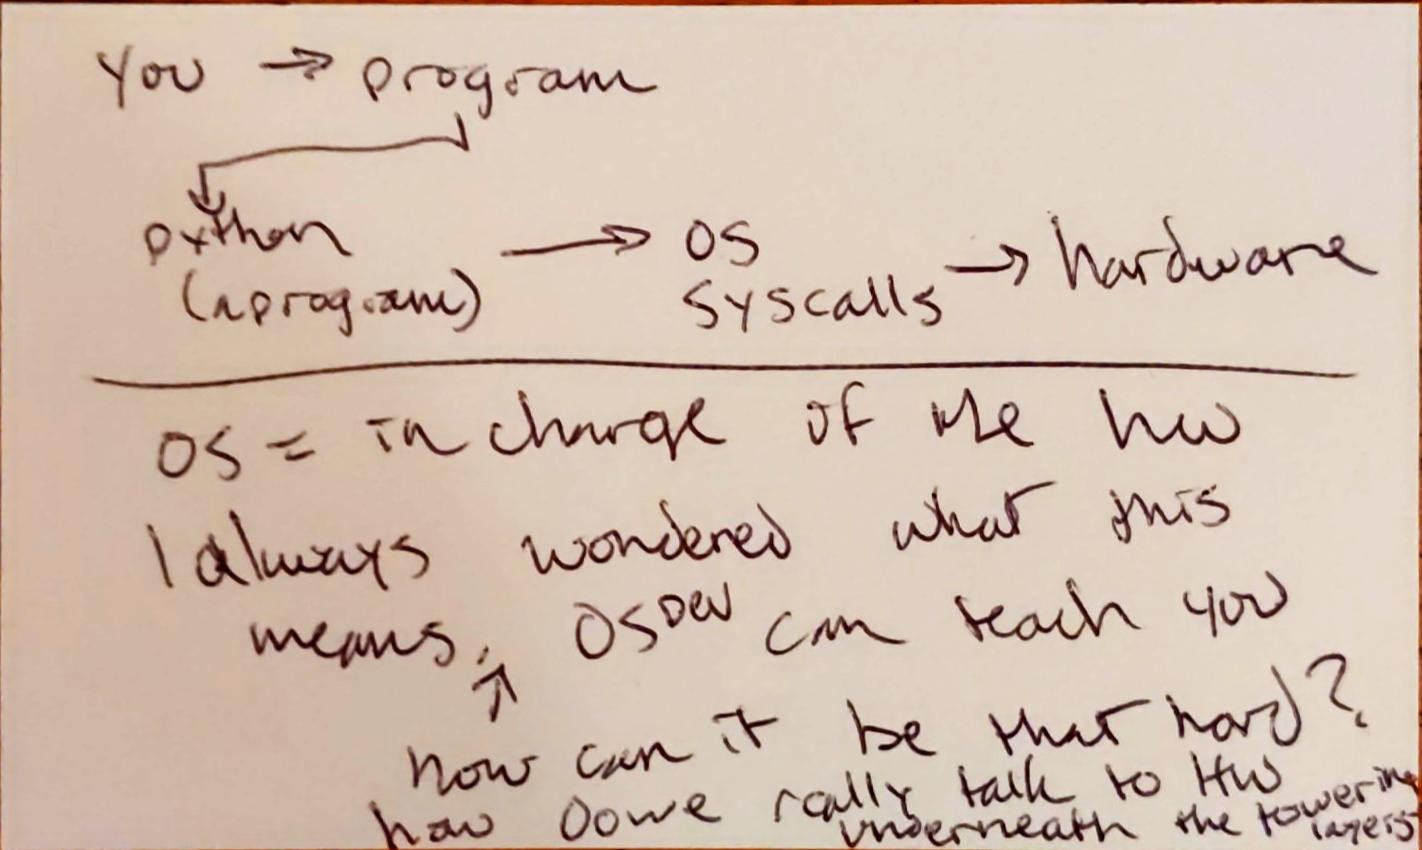 You → program
python → OS → hardware
(a program) syscalls
OS = in charge of the hw
I always wondered what this
means. OSDEV can teach you
how can it be that hard?
how do we really talk to HW
underneath the towering
layers